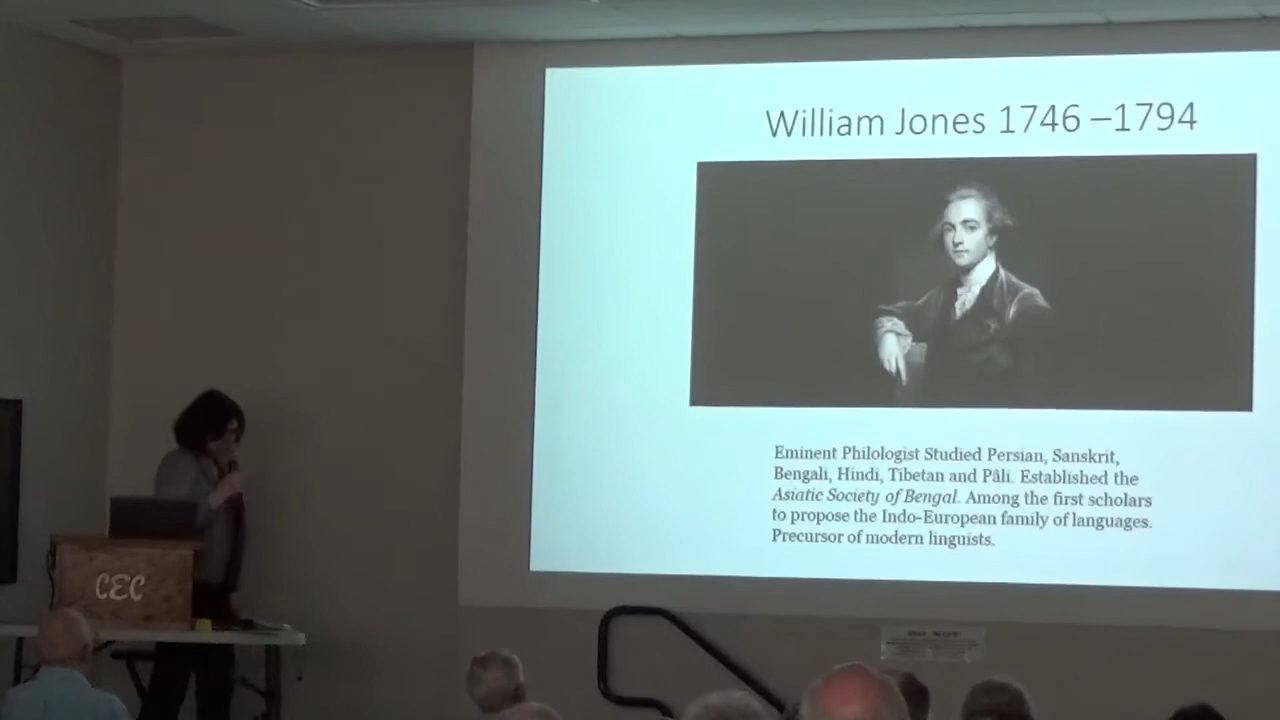 William Jones 1746 –1794
Eminent Philologist Studied Persian, Sanskrit,
Bengali, Hindi, Tibetan and Pâli. Established the
Asiatic Society of Bengal. Among the first scholars
to propose the Indo-European family of languages.
Precursor of modern linguists.
CEC